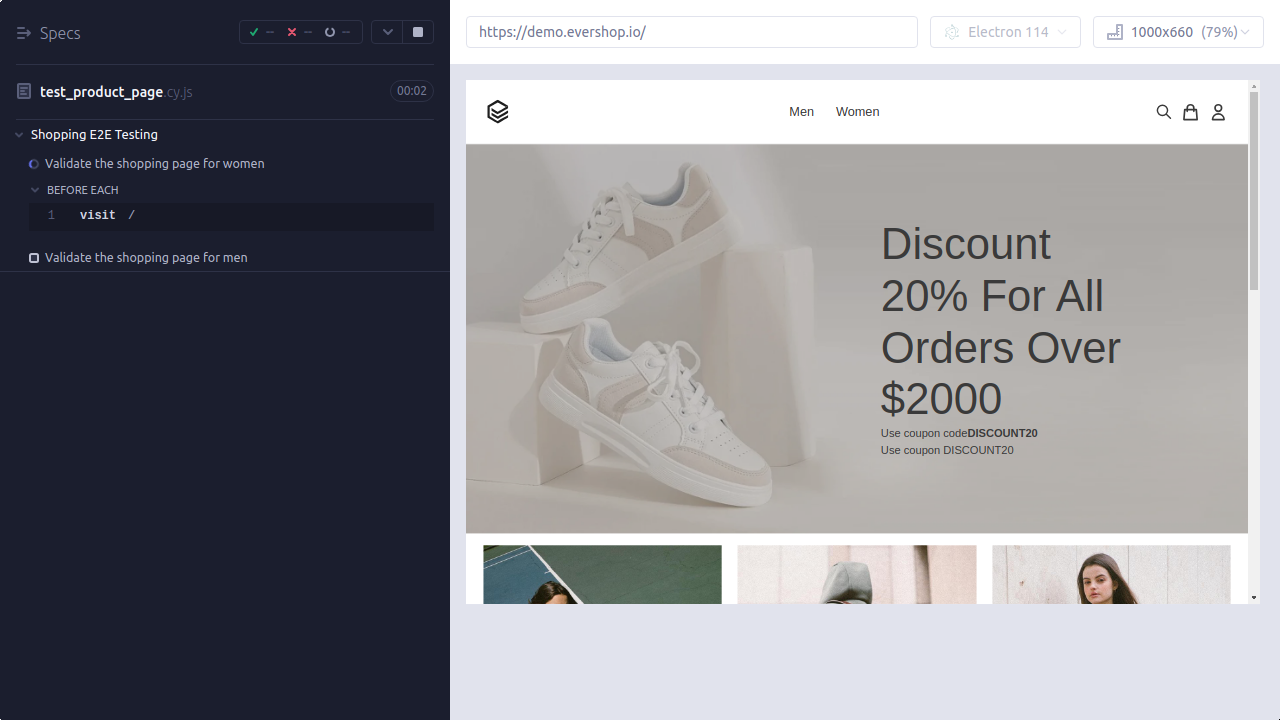 Specs
--
--
--
test_product_page.cy.js
00:02
Shopping E2E Testing
Validate the shopping page for women
BEFORE EACH
1 visit /
Validate the shopping page for men
https://demo.evershop.io/
Electron 114
1000x660 (79%)
Men Women
Discount
20% For All
Orders Over
$2000
Use coupon codeDISCOUNT20
Use coupon DISCOUNT20